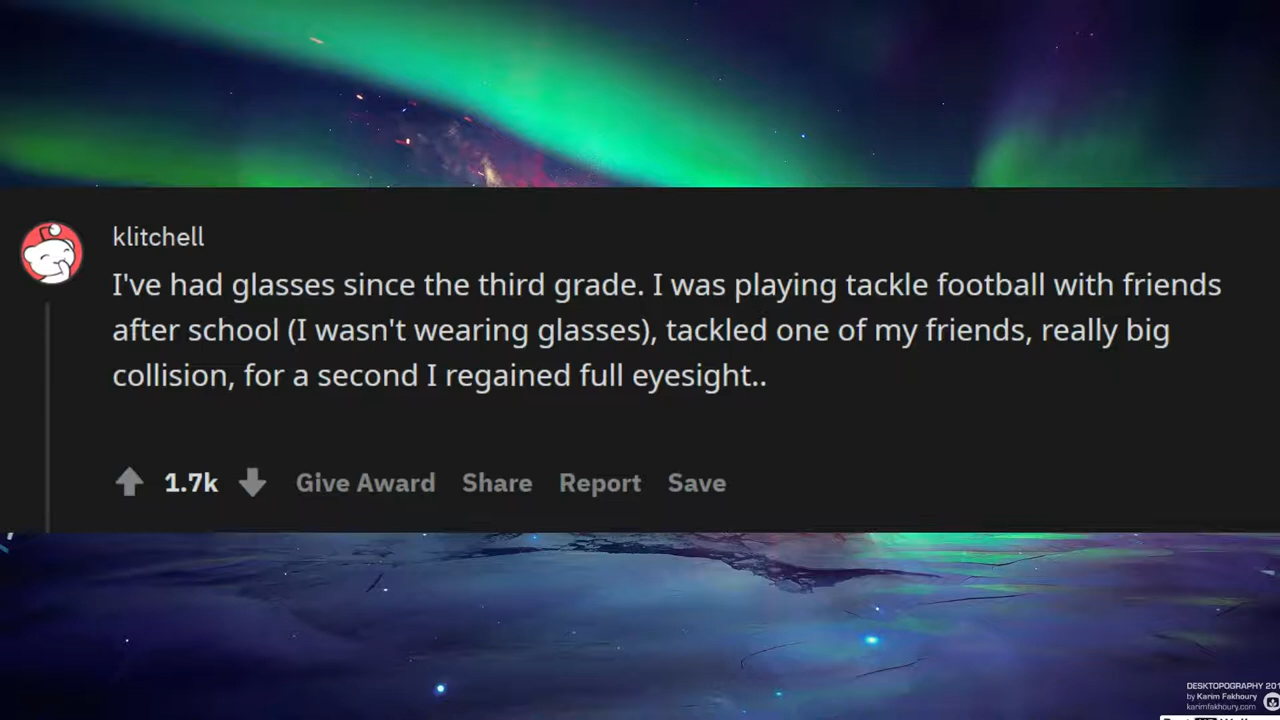 klitchell
I've had glasses since the third grade. I was playing tackle football with friends
after school (I wasn't wearing glasses), tackled one of my friends, really big
collision, for a second I regained full eyesight..
1.7k Give Award Share Report Save
DESKTOPOGRAPHY 201
by Karim Fakhoury
karimfakhoury.com